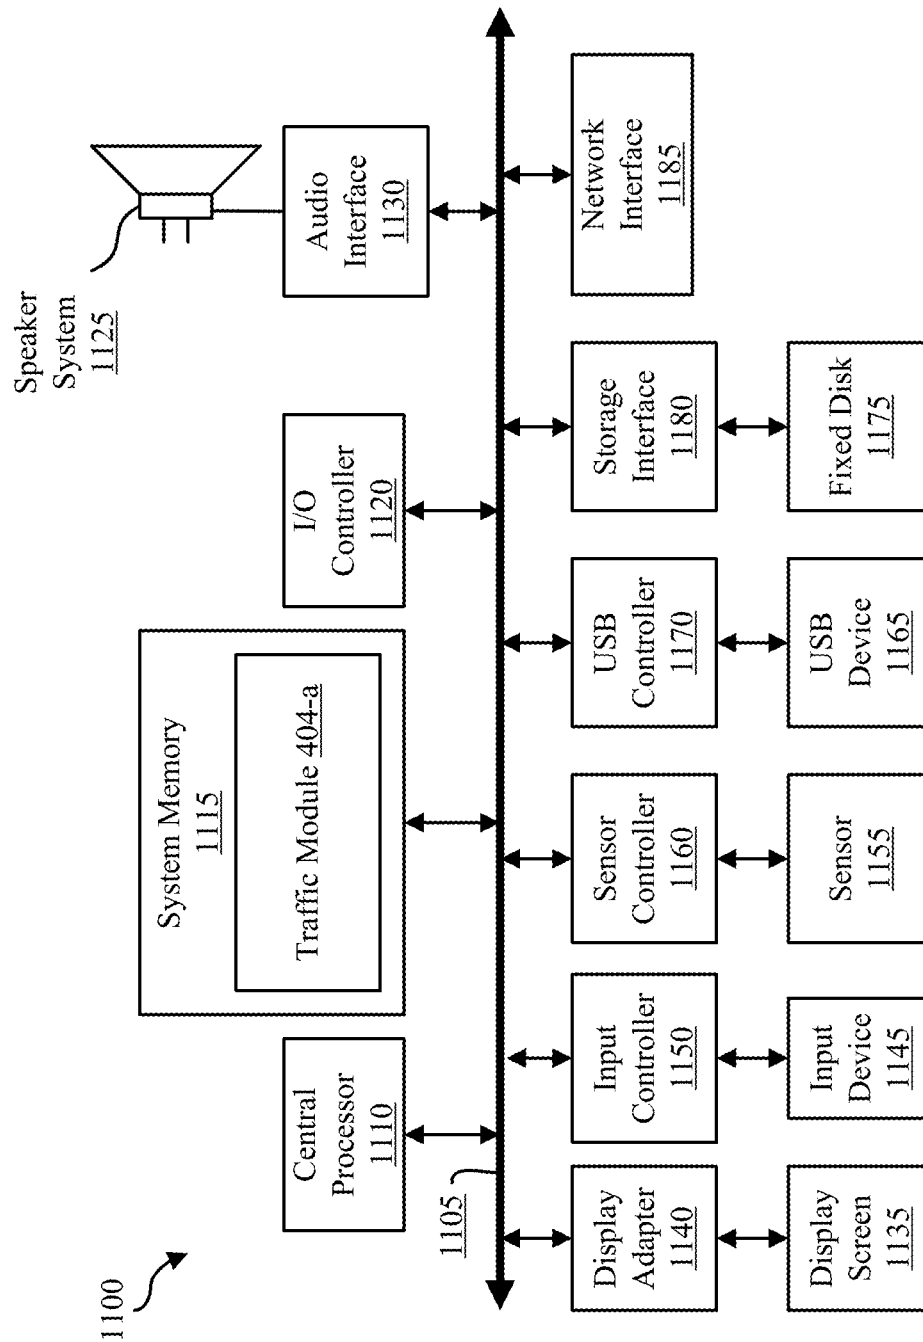 1100
Central
Processor
1110
System Memory
1115
Traffic Module 404-a
I/O
Controller
1120
Speaker
System
1125
Audio
Interface
1130
1105
Display
Adapter
1140
Input
Controller
1150
Sensor
Controller
1160
USB
Controller
1170
Storage
Interface
1180
Network
Interface
1185
Display
Screen
1135
Input
Device
1145
Sensor
1155
USB
Device
1165
Fixed Disk
1175